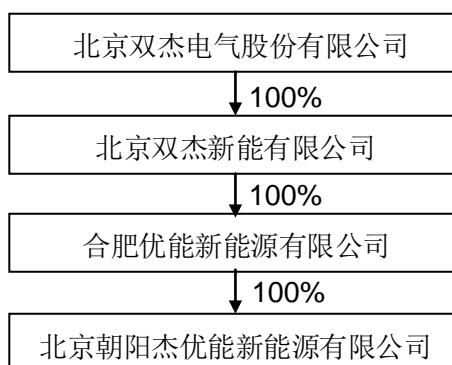 北京双杰电气股份有限公司
100%
北京双杰新能有限公司
100%
合肥优能新能源有限公司
100%
北京朝阳杰优能新能源有限公司